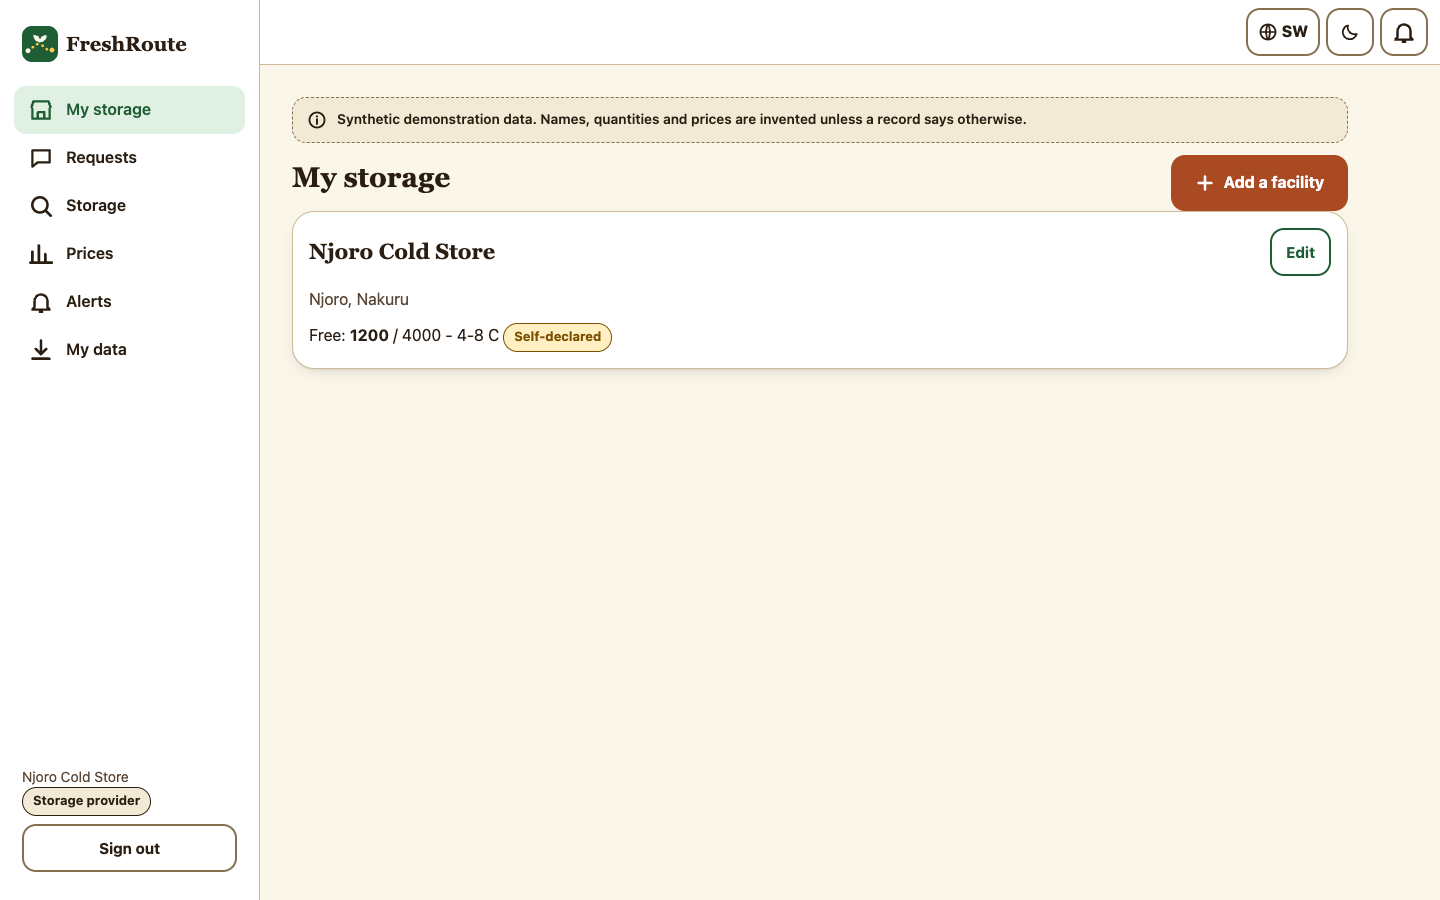 FreshRoute
SW
My storage
Requests
Storage
Prices
Alerts
My data
Synthetic demonstration data. Names, quantities and prices are invented unless a record says otherwise.
My storage
Add a facility
Njoro Cold Store
Edit
Njoro, Nakuru
Free: 1200 / 4000 - 4-8 C Self-declared
Njoro Cold Store
Storage provider
Sign out